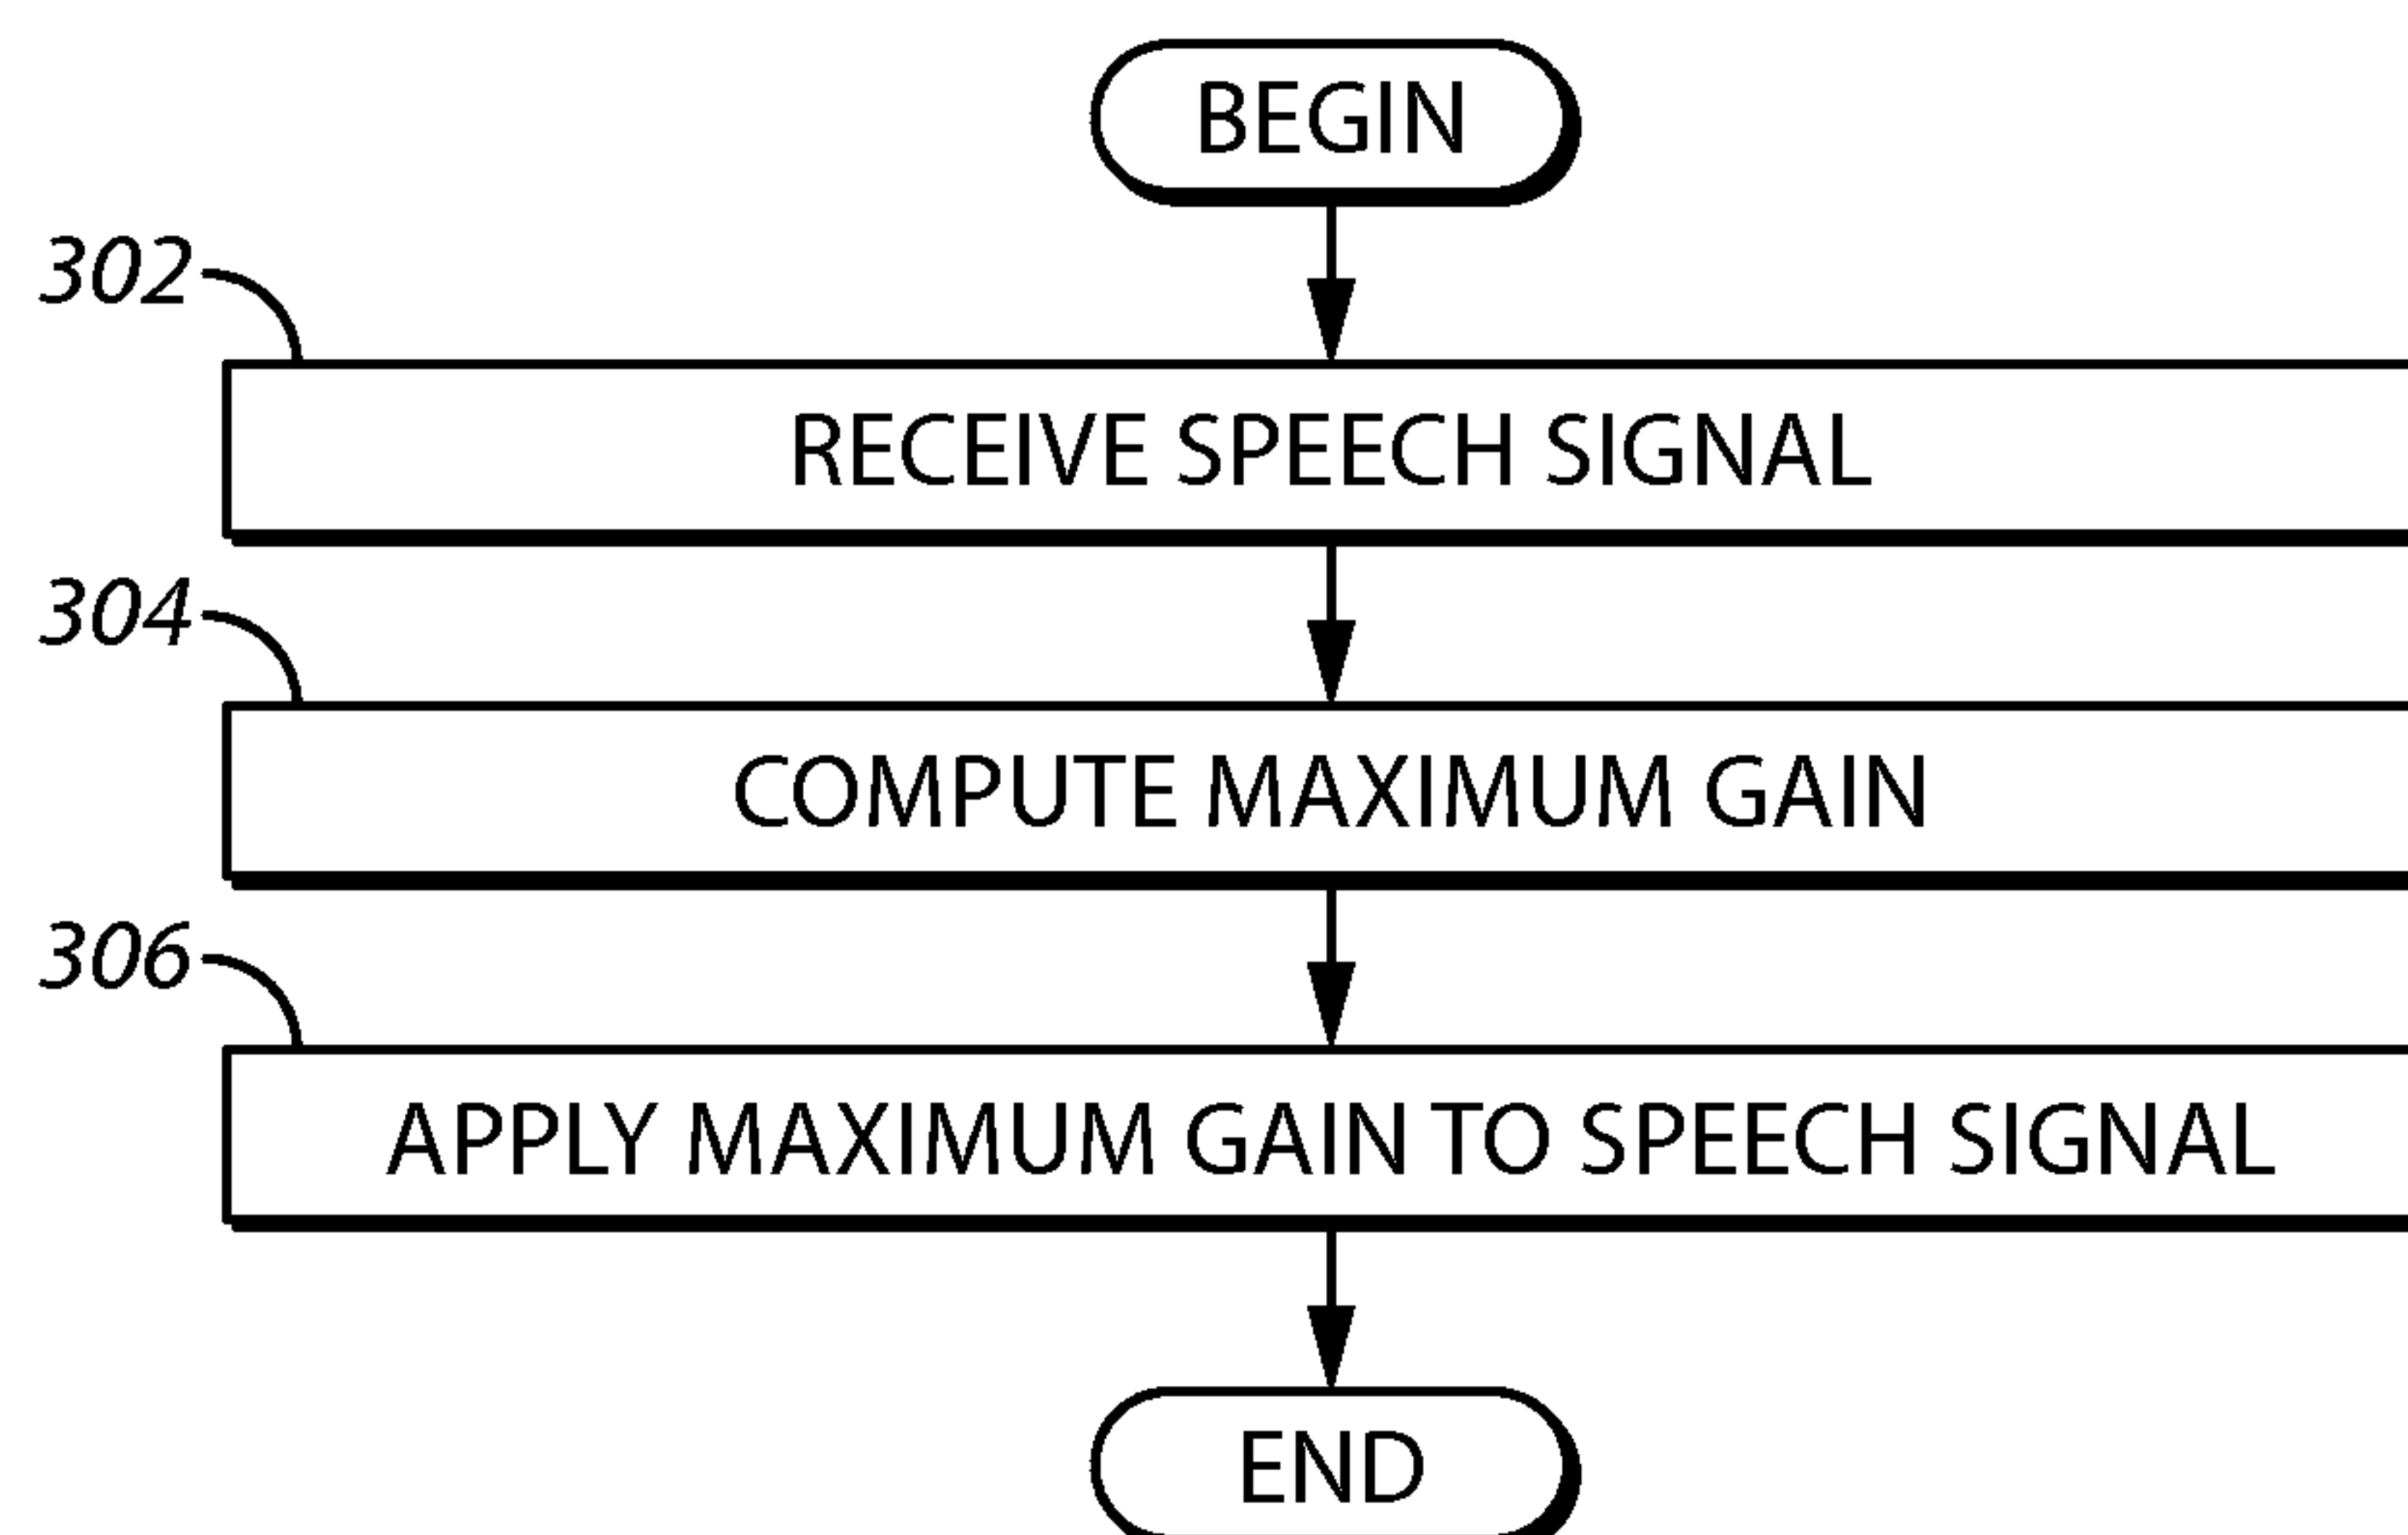 BEGIN
302
RECEIVE SPEECH SIGNAL
304
COMPUTE MAXIMUM GAIN
306
APPLY MAXIMUM GAIN TO SPEECH SIGNAL
END